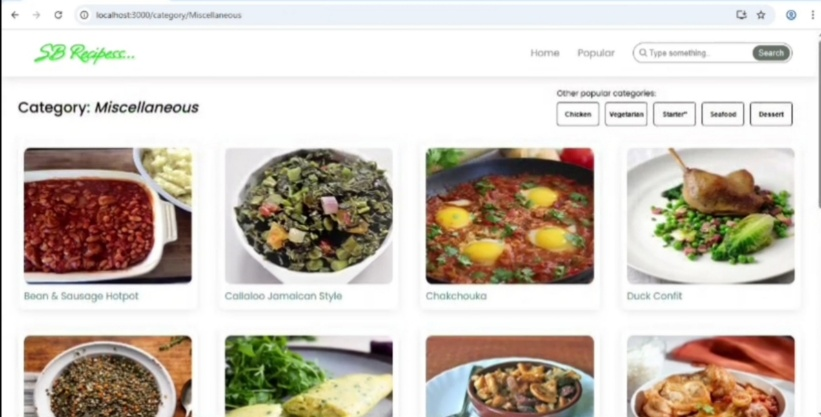 localhost:3000/category/Miscellaneous
SB Recipess...
Home Popular Type something.. Search
Other popular categories:
Category: Miscellaneous
Chicken Vegetarian Starter" Seafood Dessert
Bean & Sausage Hotpot Callaloo Jamaican Style Chakchouka Duck Confit